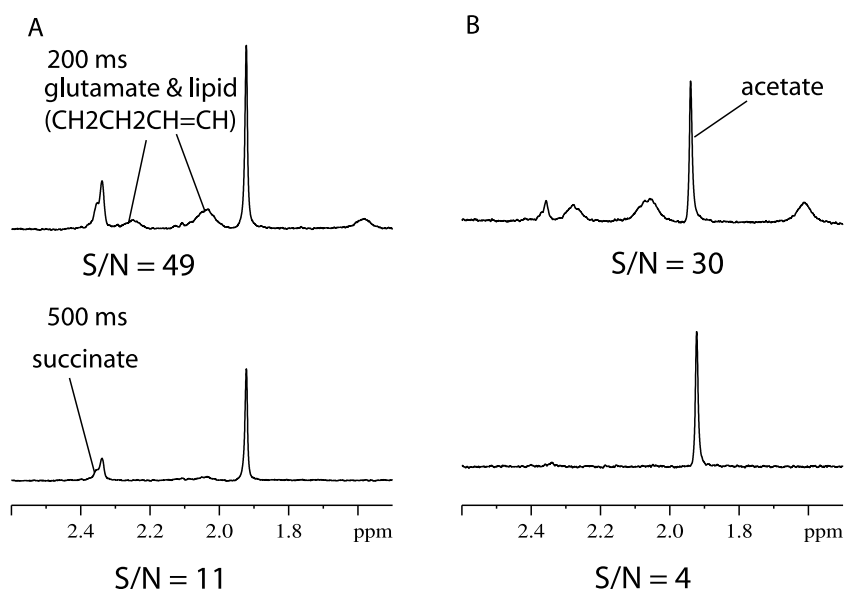 A
200 ms
glutamate & lipid
(CH2CH2CH=CH)
S/N = 49
500 ms
succinate
2.4 2.2 2.0 1.8 ppm
S/N = 11
B
acetate
S/N = 30
2.4 2.2 2.0 1.8 ppm
S/N = 4